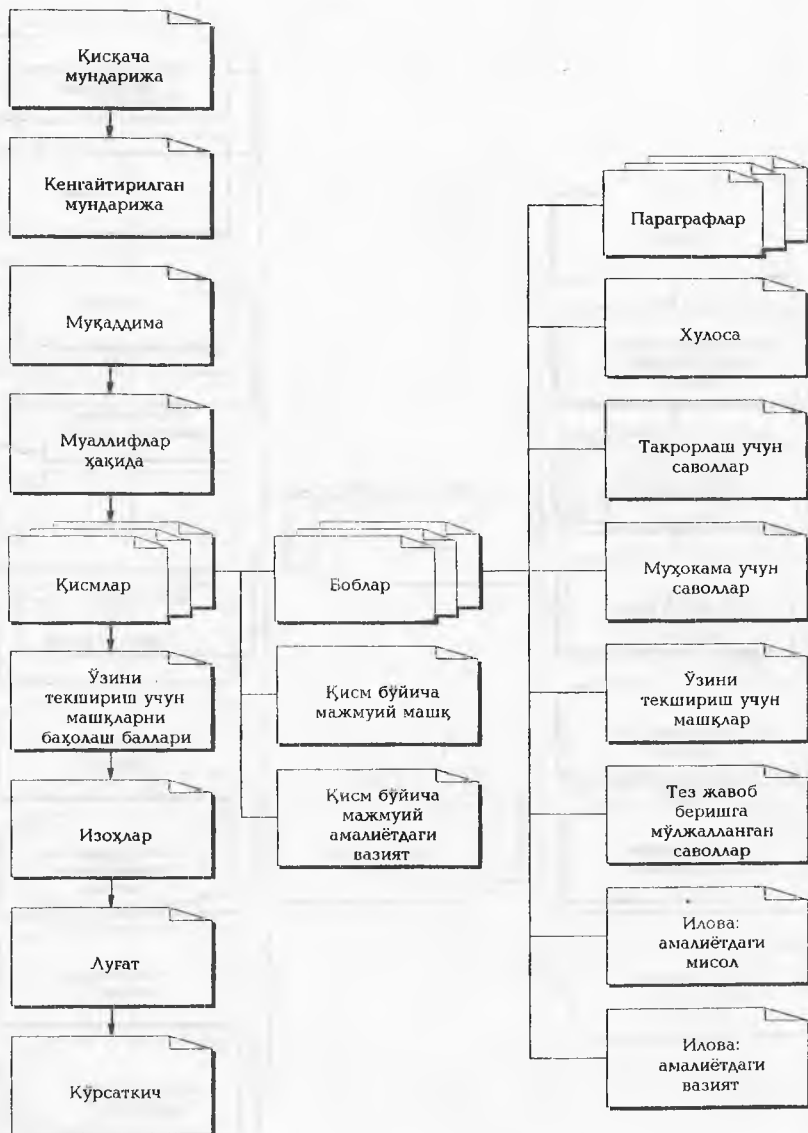 Қисқача
мундарижа
Кенгайтирилган
мундарижа
Муқаддима
Муаллифлар
ҳақида
Қисмлар
Ўзини
текшириш учун
машқларни
баҳолаш баллари
Изоҳлар
Луғат
Кўрсаткич
Боблар
Қисм бўйича
мажмуий машқ
Қисм бўйича
мажмуий
амалиётдаги
вазият
Параграфлар
Хулоса
Такрорлаш учун
саволлар
Муҳокама учун
саволлар
Ўзини
текшириш учун
машқлар
Тез жавоб
беришга
мўлжалланган
саволлар
Илова:
амалиётдаги
мисол
Илова:
амалиётдаги
вазият